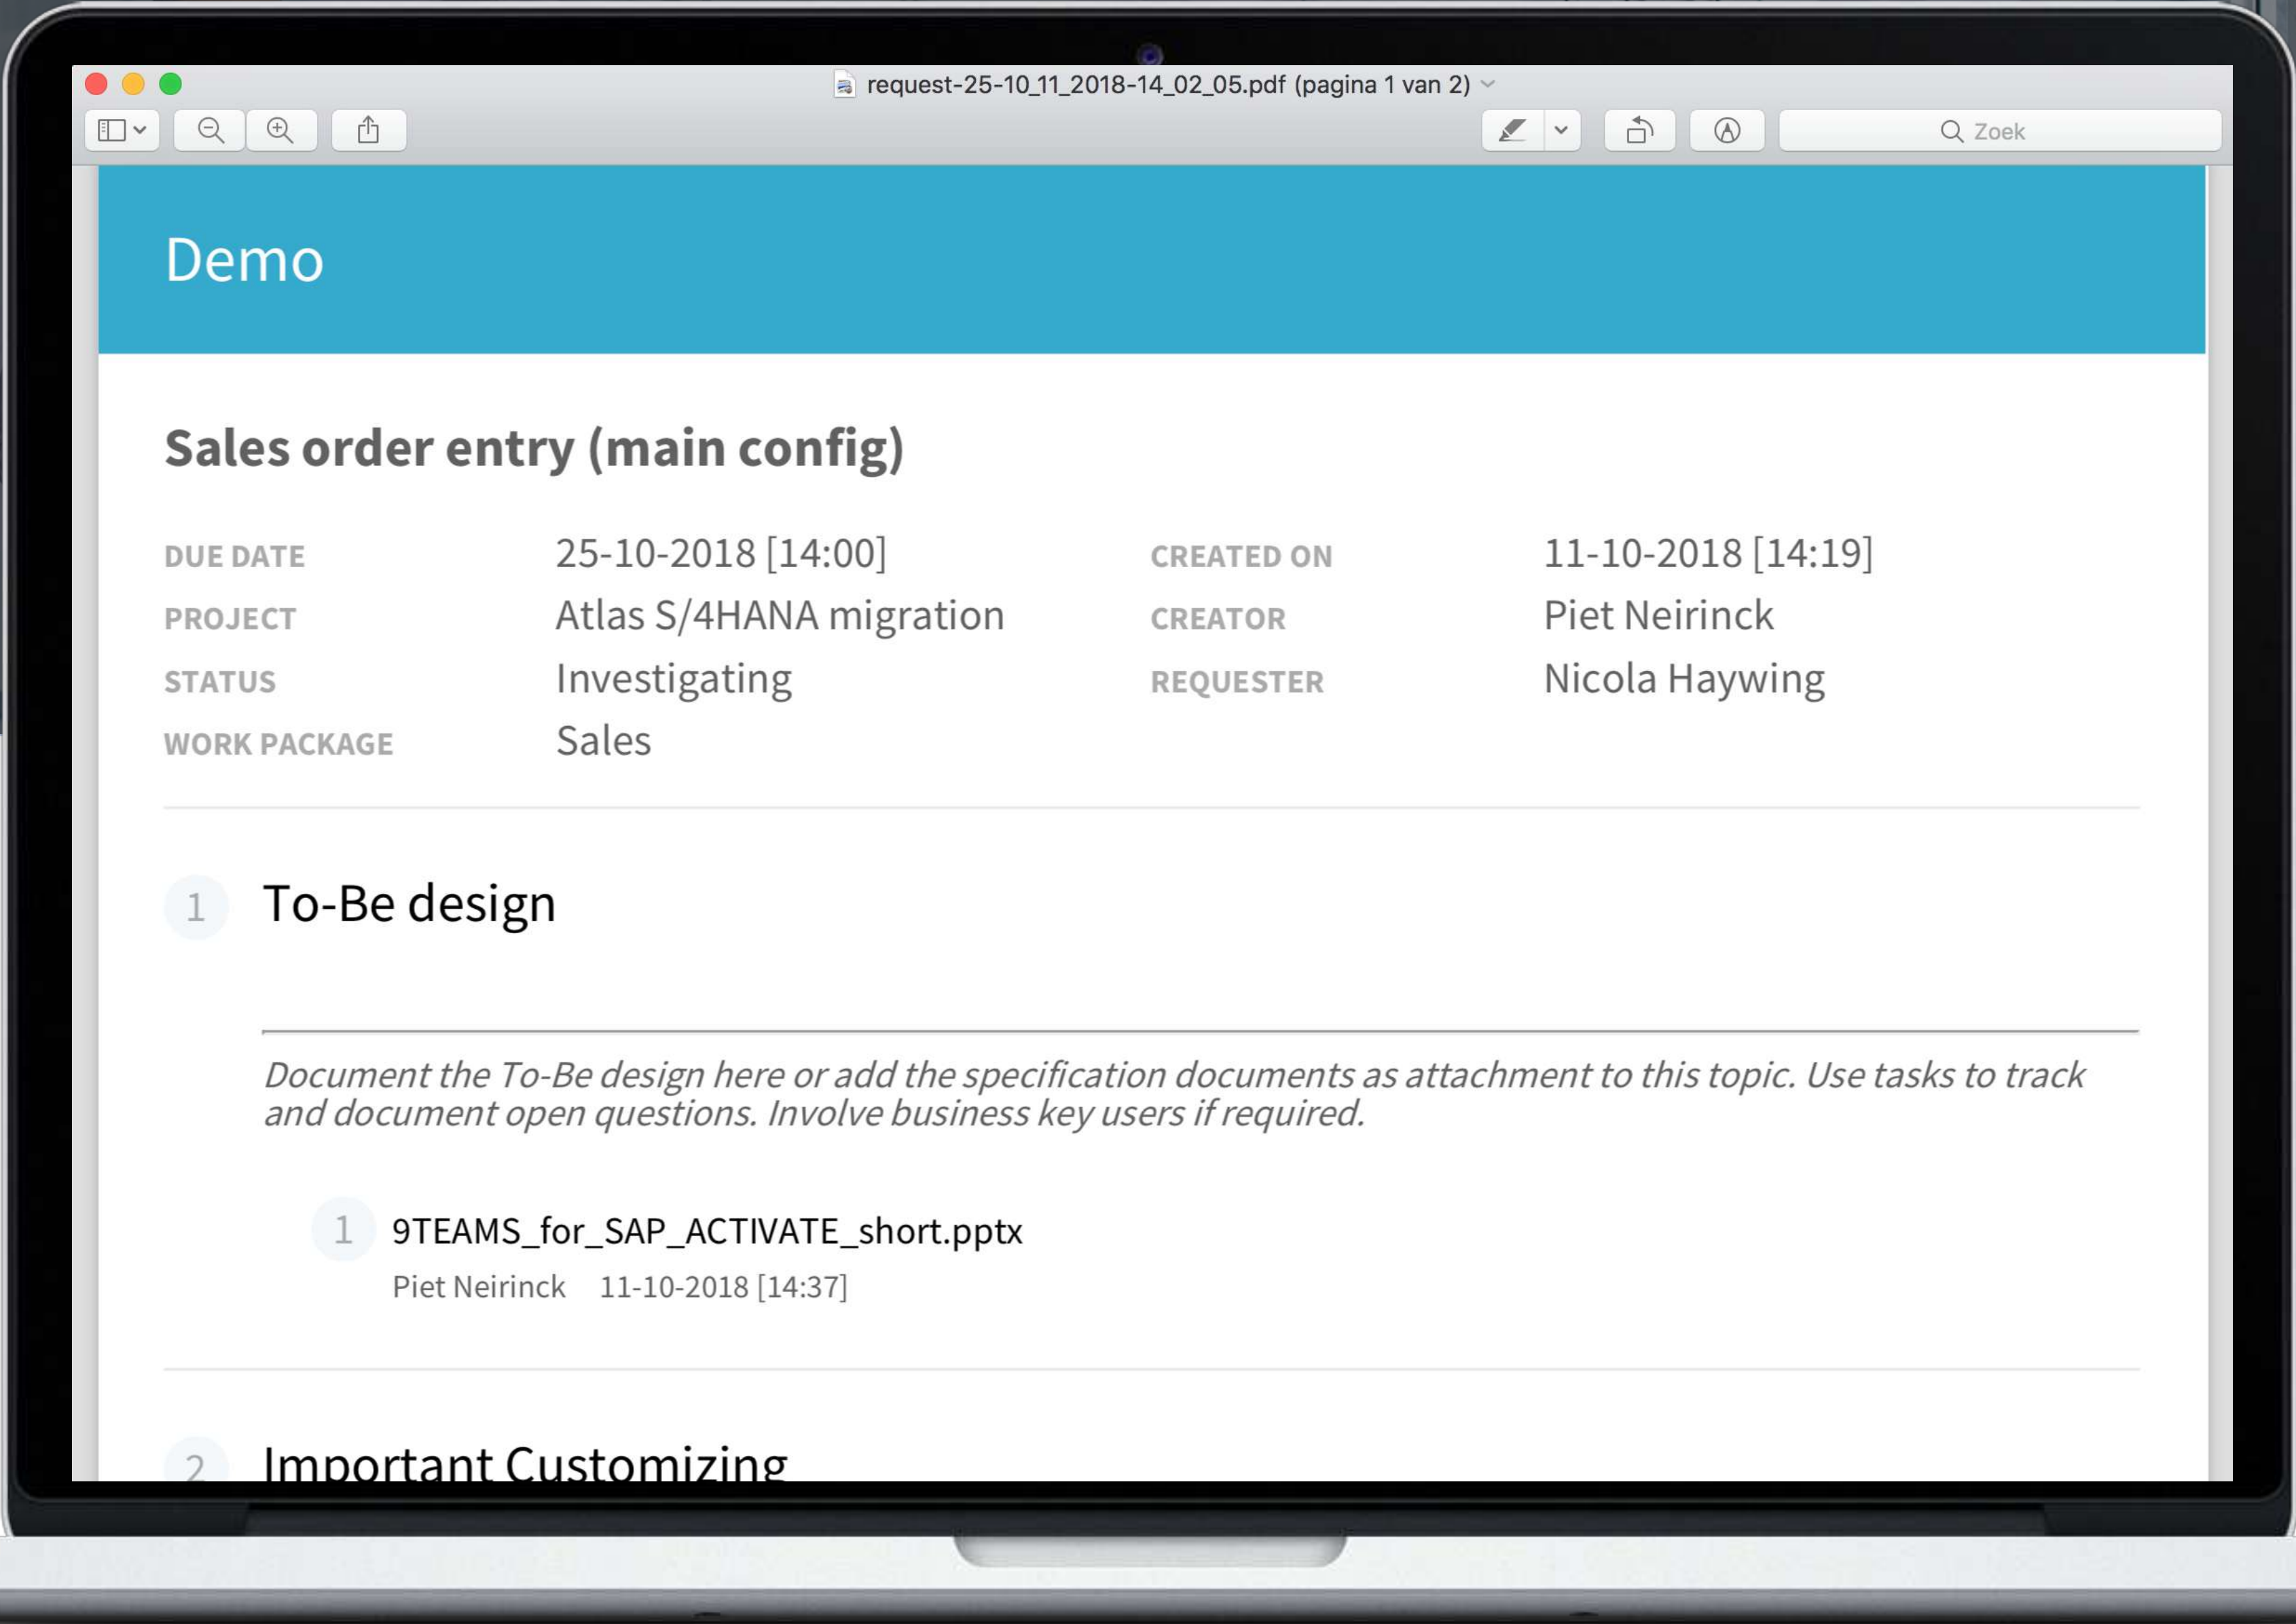 request-25-10_11_2018-14_02_05.pdf (pagina 1 van 2)
Zoek
Demo
Sales order entry (main config)
DUE DATE 25-10-2018 [14:00] CREATED ON 11-10-2018 [14:19]
PROJECT Atlas S/4HANA migration CREATOR Piet Neirinck
STATUS Investigating REQUESTER Nicola Haywing
WORK PACKAGE Sales
1 To-Be design
Document the To-Be design here or add the specification documents as attachment to this topic. Use tasks to track
and document open questions. Involve business key users if required.
1 9TEAMS_for_SAP_ACTIVATE_short.pptx
Piet Neirinck 11-10-2018 [14:37]
2 Important Customizing